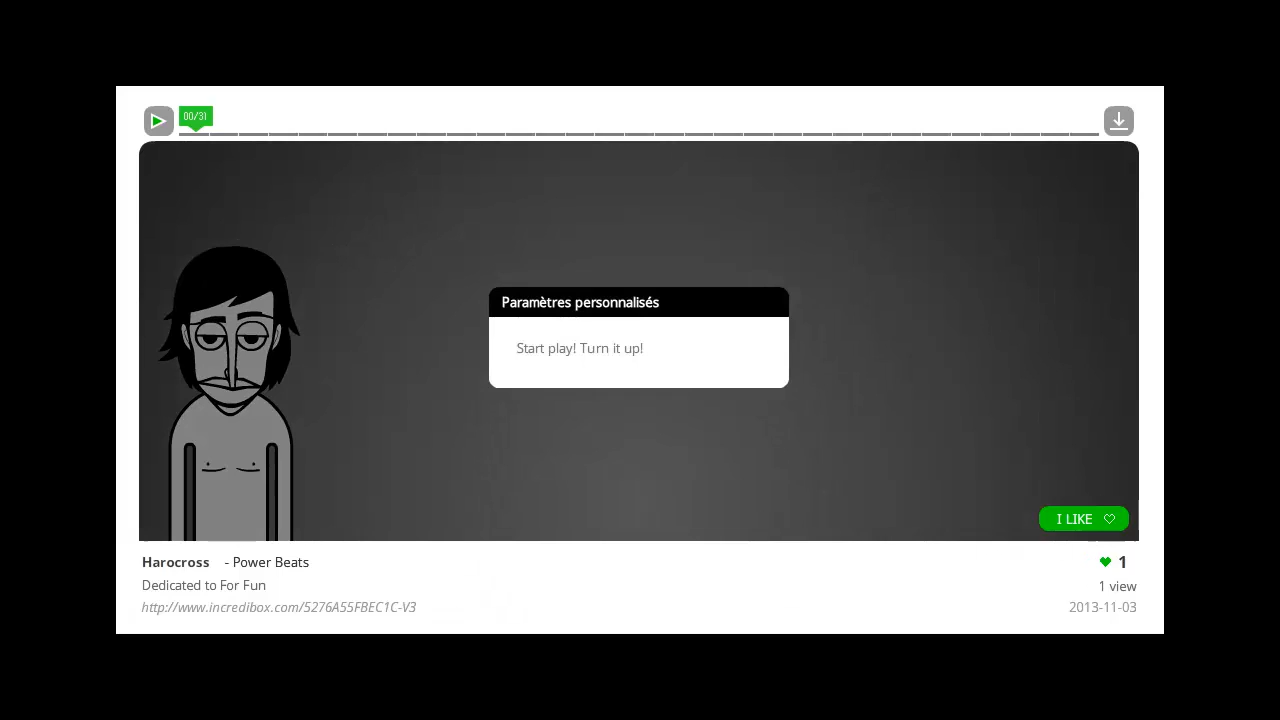 00/31
Paramètres personnalisés
Start play! Turn it up!
I LIKE
Harocross - Power Beats
1
Dedicated to For Fun
1 view
http://www.incredibox.com/5276A55FBEC1C-V3
2013-11-03